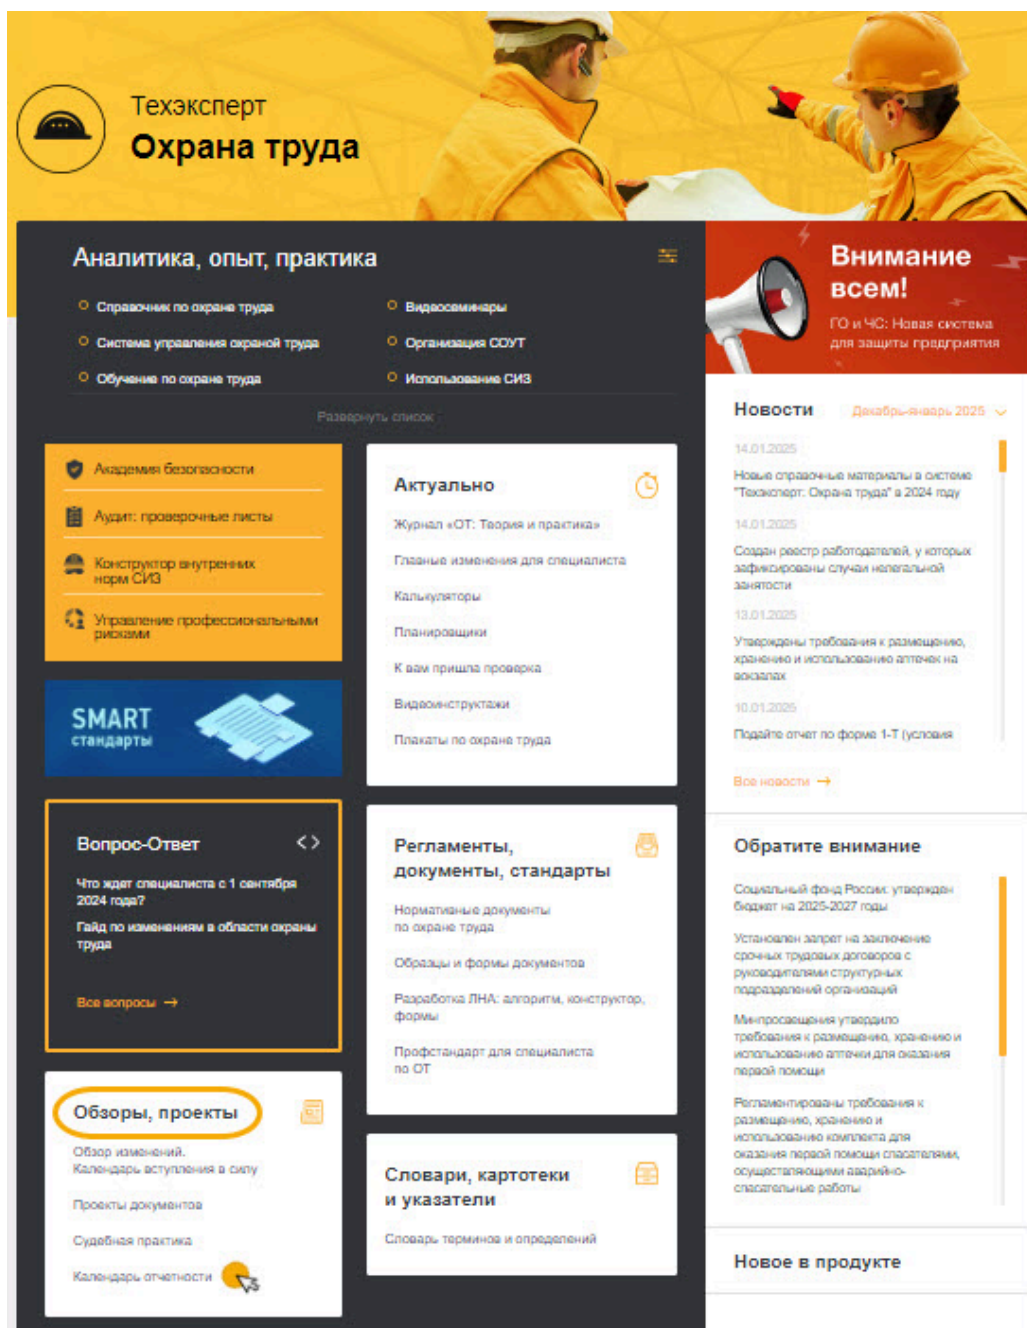 Техэксперт
Охрана труда
Аналитика, опыт, практика
Справочник по охране труда
Система управления охраной труда
Обучение по охране труда
Видеосеминары
Организация СОУТ
Использование СИЗ
Развернуть список
Академия безопасности
Аудит: проверочные листы
Конструктор внутренних
норм СИЗ
Управление профессиональными
рисками
SMART
стандарты
Вопрос-Ответ
Что ждет специалиста с 1 сентября
2024 года?
Гайд по изменениям в области охраны
труда
Все вопросы →
Обзоры, проекты
Обзор изменений.
Календарь вступления в силу
Проекты документов
Судебная практика
Календарь отчетности
Актуально
Журнал «ОТ: Теория и практика»
Главные изменения для специалиста
Калькуляторы
Планировщики
К вам пришла проверка
Видеоинструктажи
Плакаты по охране труда
Регламенты,
документы, стандарты
Нормативные документы
по охране труда
Образцы и формы документов
Разработка ЛНА: алгоритм, конструктор,
формы
Профстандарт для специалиста
по ОТ
Словари, картотеки
и указатели
Словарь терминов и определений
Внимание
всем!
ГО и ЧС: Новая система
для защиты предприятия
Новости
Декабрь-январь 2025
14.01.2025
Новые справочные материалы в системе
"Техэксперт: Охрана труда" в 2024 году
14.01.2025
Создан реестр работодателей, у которых
зафиксированы случаи нелегальной
занятости
13.01.2025
Утверждены требования к размещению,
хранению и использованию аптечек на
вокзалах
10.01.2025
Подайте отчет по форме 1-Т (условия
Все новости →
Обратите внимание
Социальный фонд России: утвержден
бюджет на 2025-2027 годы
Установлен запрет на заключение
срочных трудовых договоров с
руководителями структурных
подразделений организаций
Минпросвещения утвердило
требования к размещению, хранению и
использованию аптечки для оказания
первой помощи
Регламентированы требования к
размещению, хранению и
использованию комплекта для
оказания первой помощи спасателями,
осуществляющими аварийно-
спасательные работы
Новое в продукте